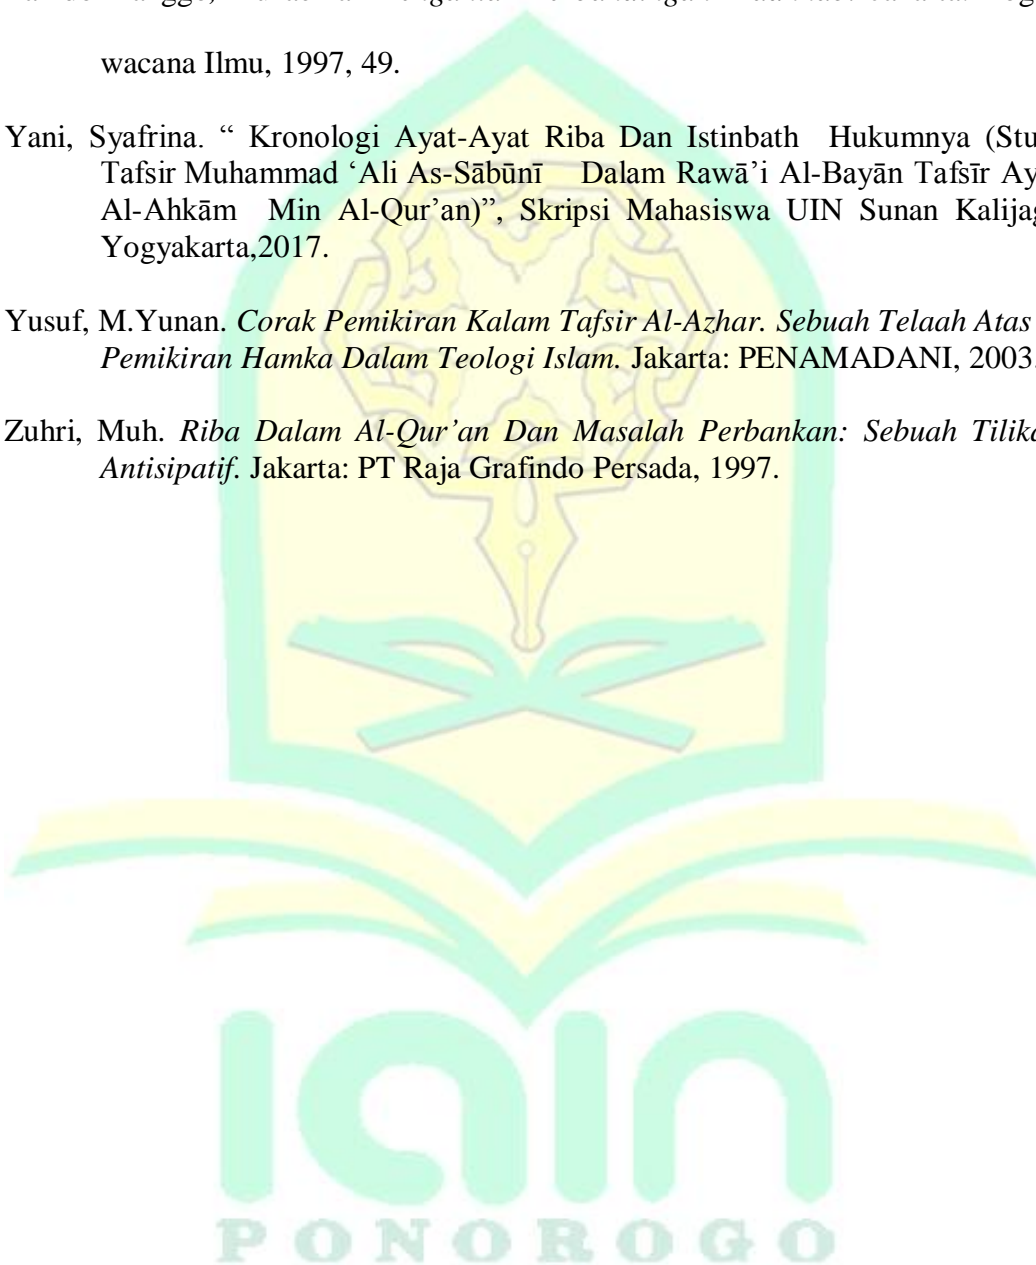 wacana Ilmu, 1997, 49.
Yani, Syafrina. “ Kronologi Ayat-Ayat Riba Dan Istinbath Hukumnya (Stu
Tafsir Muhammad ‘Ali As-Sābūnī Dalam Rawā’i Al-Bayān Tafsīr Ay
Al-Ahkām Min Al-Qur’an)”, Skripsi Mahasiswa UIN Sunan Kalijag
Yogyakarta,2017.
Yusuf, M.Yunan. Corak Pemikiran Kalam Tafsir Al-Azhar. Sebuah Telaah Atas
Pemikiran Hamka Dalam Teologi Islam. Jakarta: PENAMADANI, 2003.
Zuhri, Muh. Riba Dalam Al-Qur’an Dan Masalah Perbankan: Sebuah Tilika
Antisipatif. Jakarta: PT Raja Grafindo Persada, 1997.
iain
PONOROGO